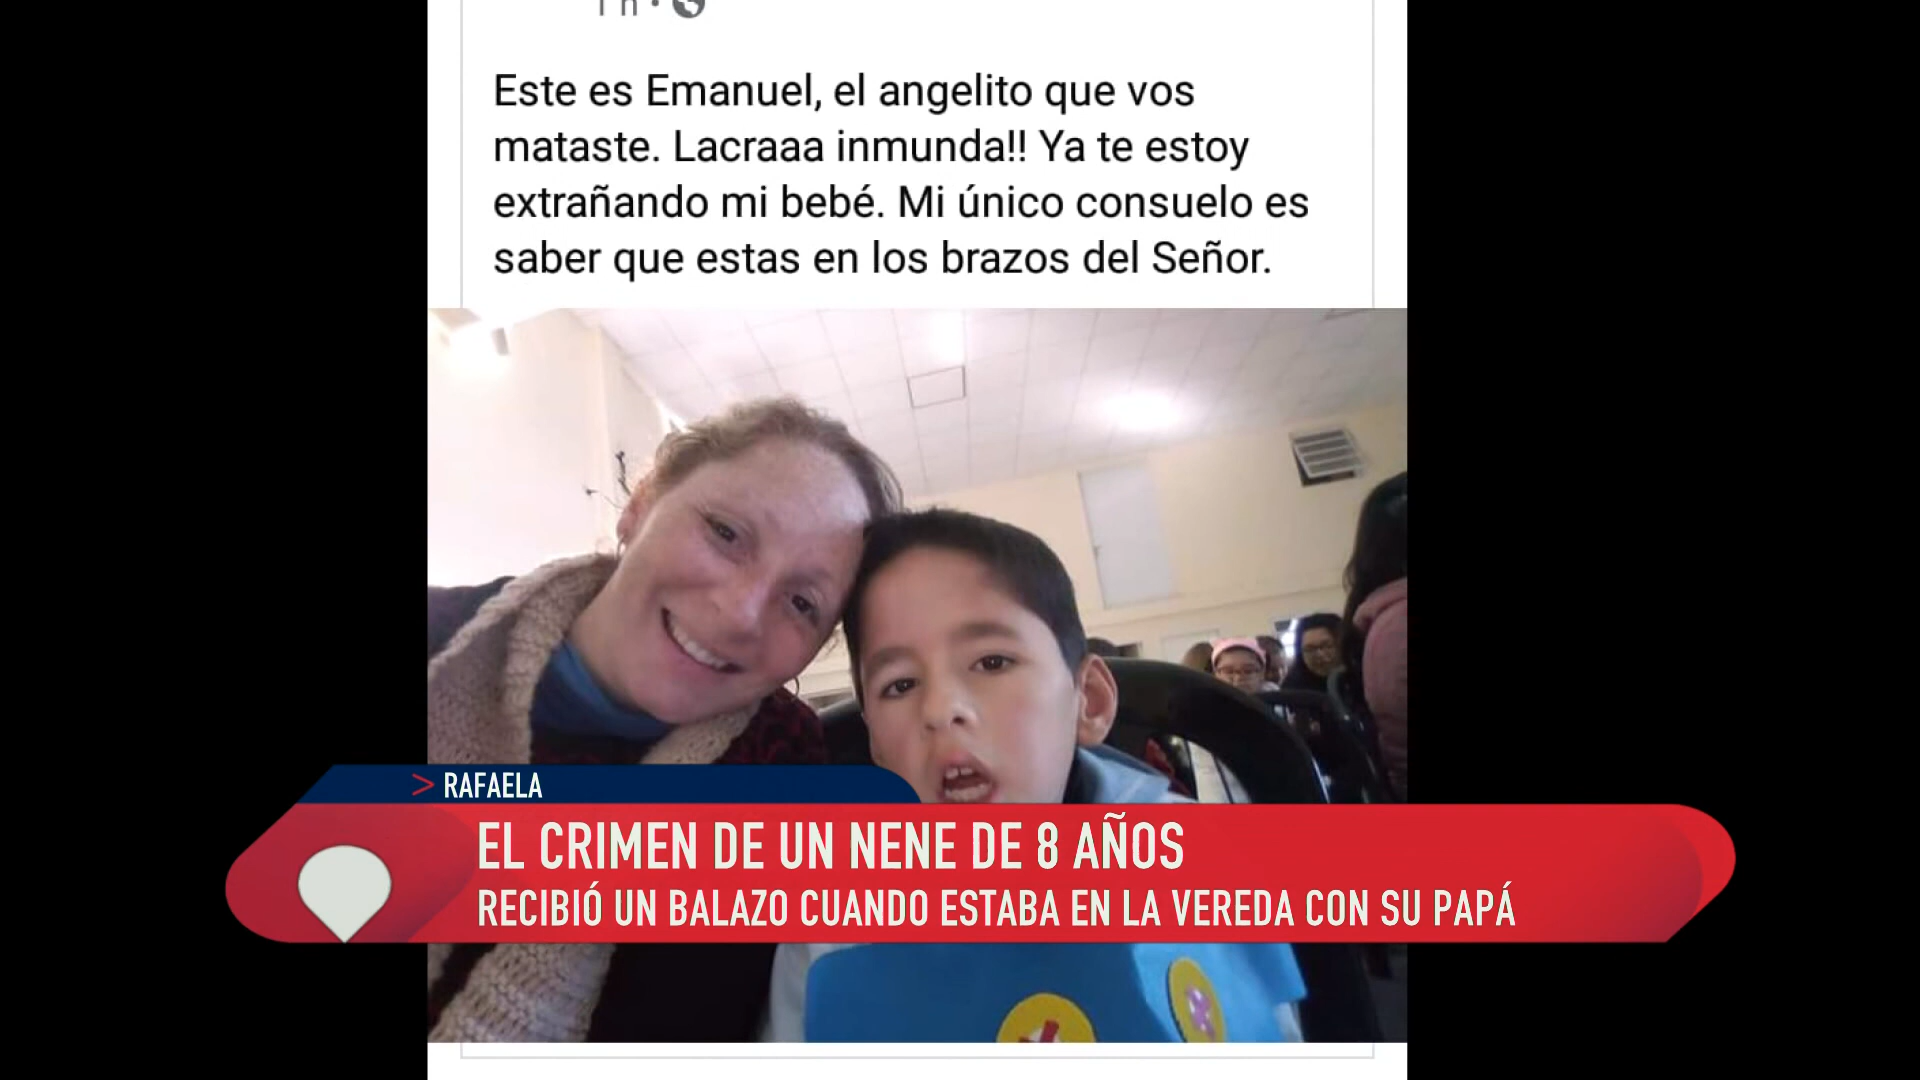 1 h ·
Este es Emanuel, el angelito que vos
mataste. Lacraaa inmunda!! Ya te estoy
extrañando mi bebé. Mi único consuelo es
saber que estas en los brazos del Señor.
> RAFAELA
EL CRIMEN DE UN NENE DE 8 AÑOS
RECIBIÓ UN BALAZO CUANDO ESTABA EN LA VEREDA CON SU PAPÁ